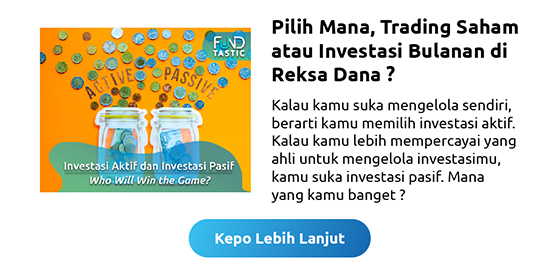 FUND
TASTIC
ACTIVE
PASSIVE
Investasi Aktif dan Investasi Pasif
Who Will Win the Game?
Pilih Mana, Trading Saham
atau Investasi Bulanan di
Reksa Dana ?
Kalau kamu suka mengelola sendiri,
berarti kamu memilih investasi aktif.
Kalau kamu lebih mempercayai yang
ahli untuk mengelola investasimu,
kamu suka investasi pasif. Mana
yang kamu banget ?
Kepo Lebih Lanjut